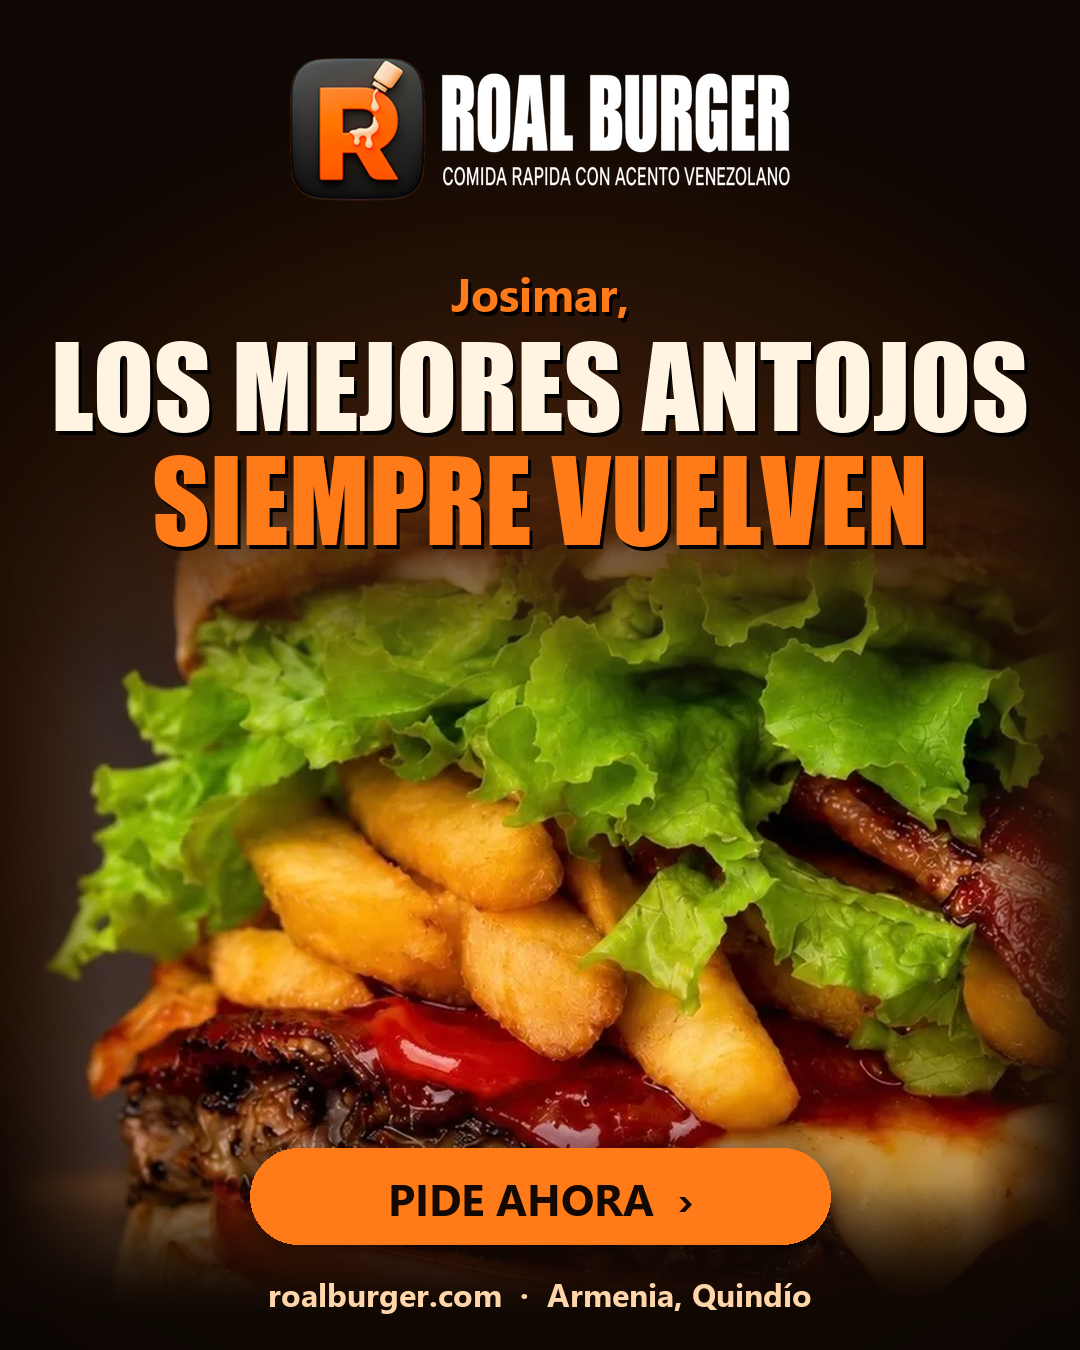 R
ROAL BURGER
COMIDA RAPIDA CON ACENTO VENEZOLANO
Josimar,
LOS MEJORES ANTOJOS
SIEMPRE VUELVEN
PIDE AHORA ›
roalburger.com · Armenia, Quindío